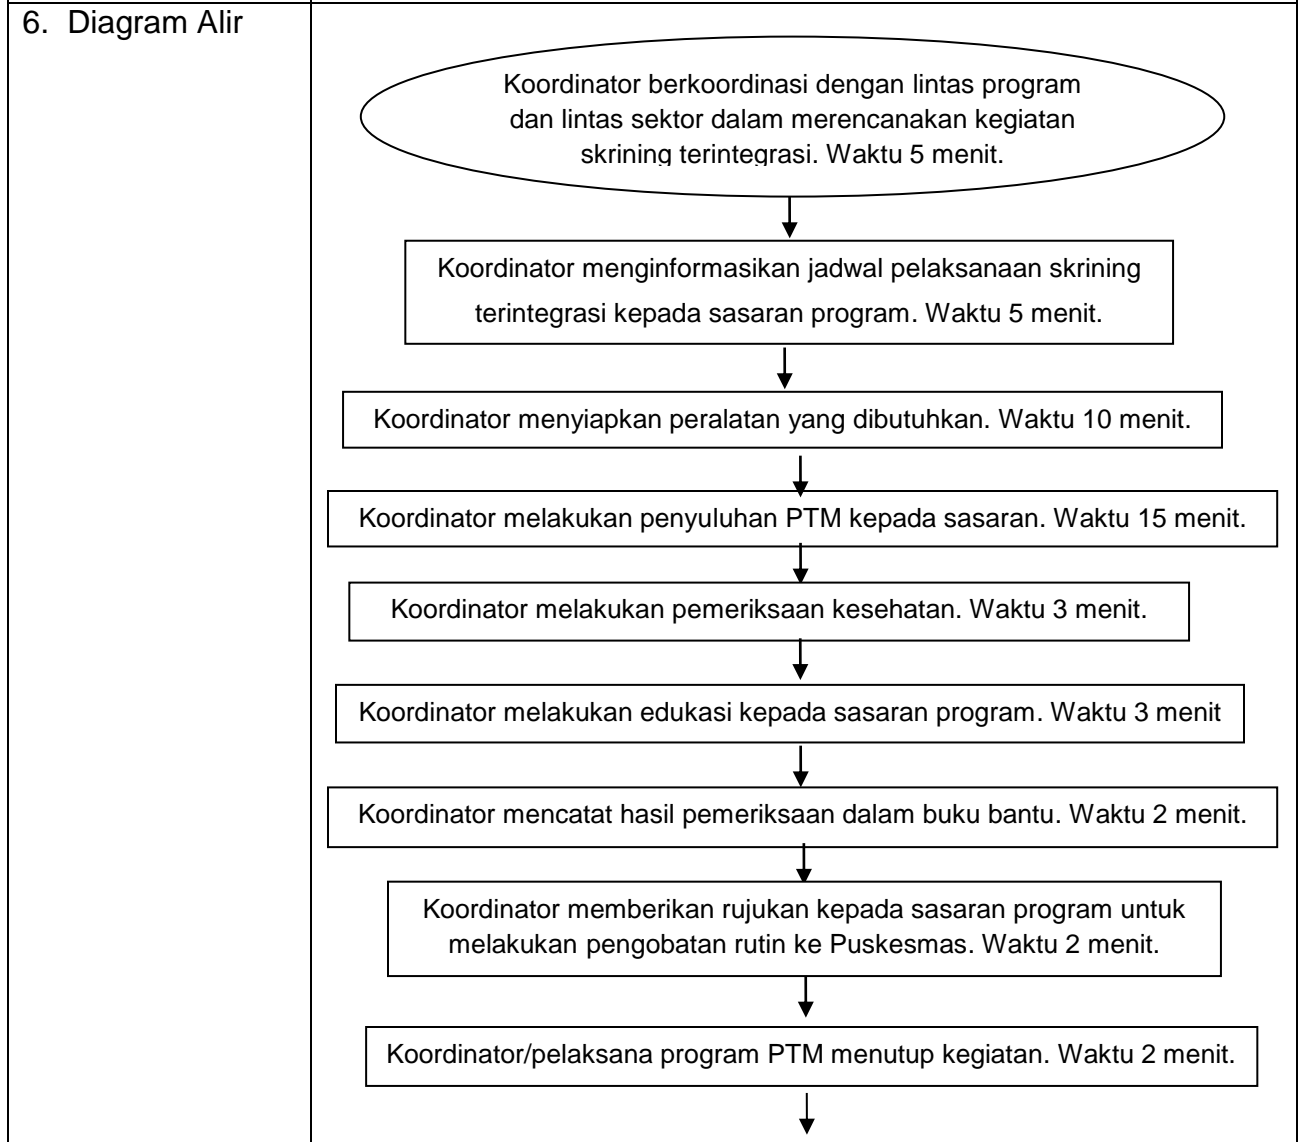 6. Diagram Alir
Koordinator berkoordinasi dengan lintas program
dan lintas sektor dalam merencanakan kegiatan
skrining terintegrasi. Waktu 5 menit.
Koordinator menginformasikan jadwal pelaksanaan skrining
terintegrasi kepada sasaran program. Waktu 5 menit.
Koordinator menyiapkan peralatan yang dibutuhkan. Waktu 10 menit.
Koordinator melakukan penyuluhan PTM kepada sasaran. Waktu 15 menit.
Koordinator melakukan pemeriksaan kesehatan. Waktu 3 menit.
Koordinator melakukan edukasi kepada sasaran program. Waktu 3 menit
Koordinator mencatat hasil pemeriksaan dalam buku bantu. Waktu 2 menit.
Koordinator memberikan rujukan kepada sasaran program untuk
melakukan pengobatan rutin ke Puskesmas. Waktu 2 menit.
Koordinator/pelaksana program PTM menutup kegiatan. Waktu 2 menit.